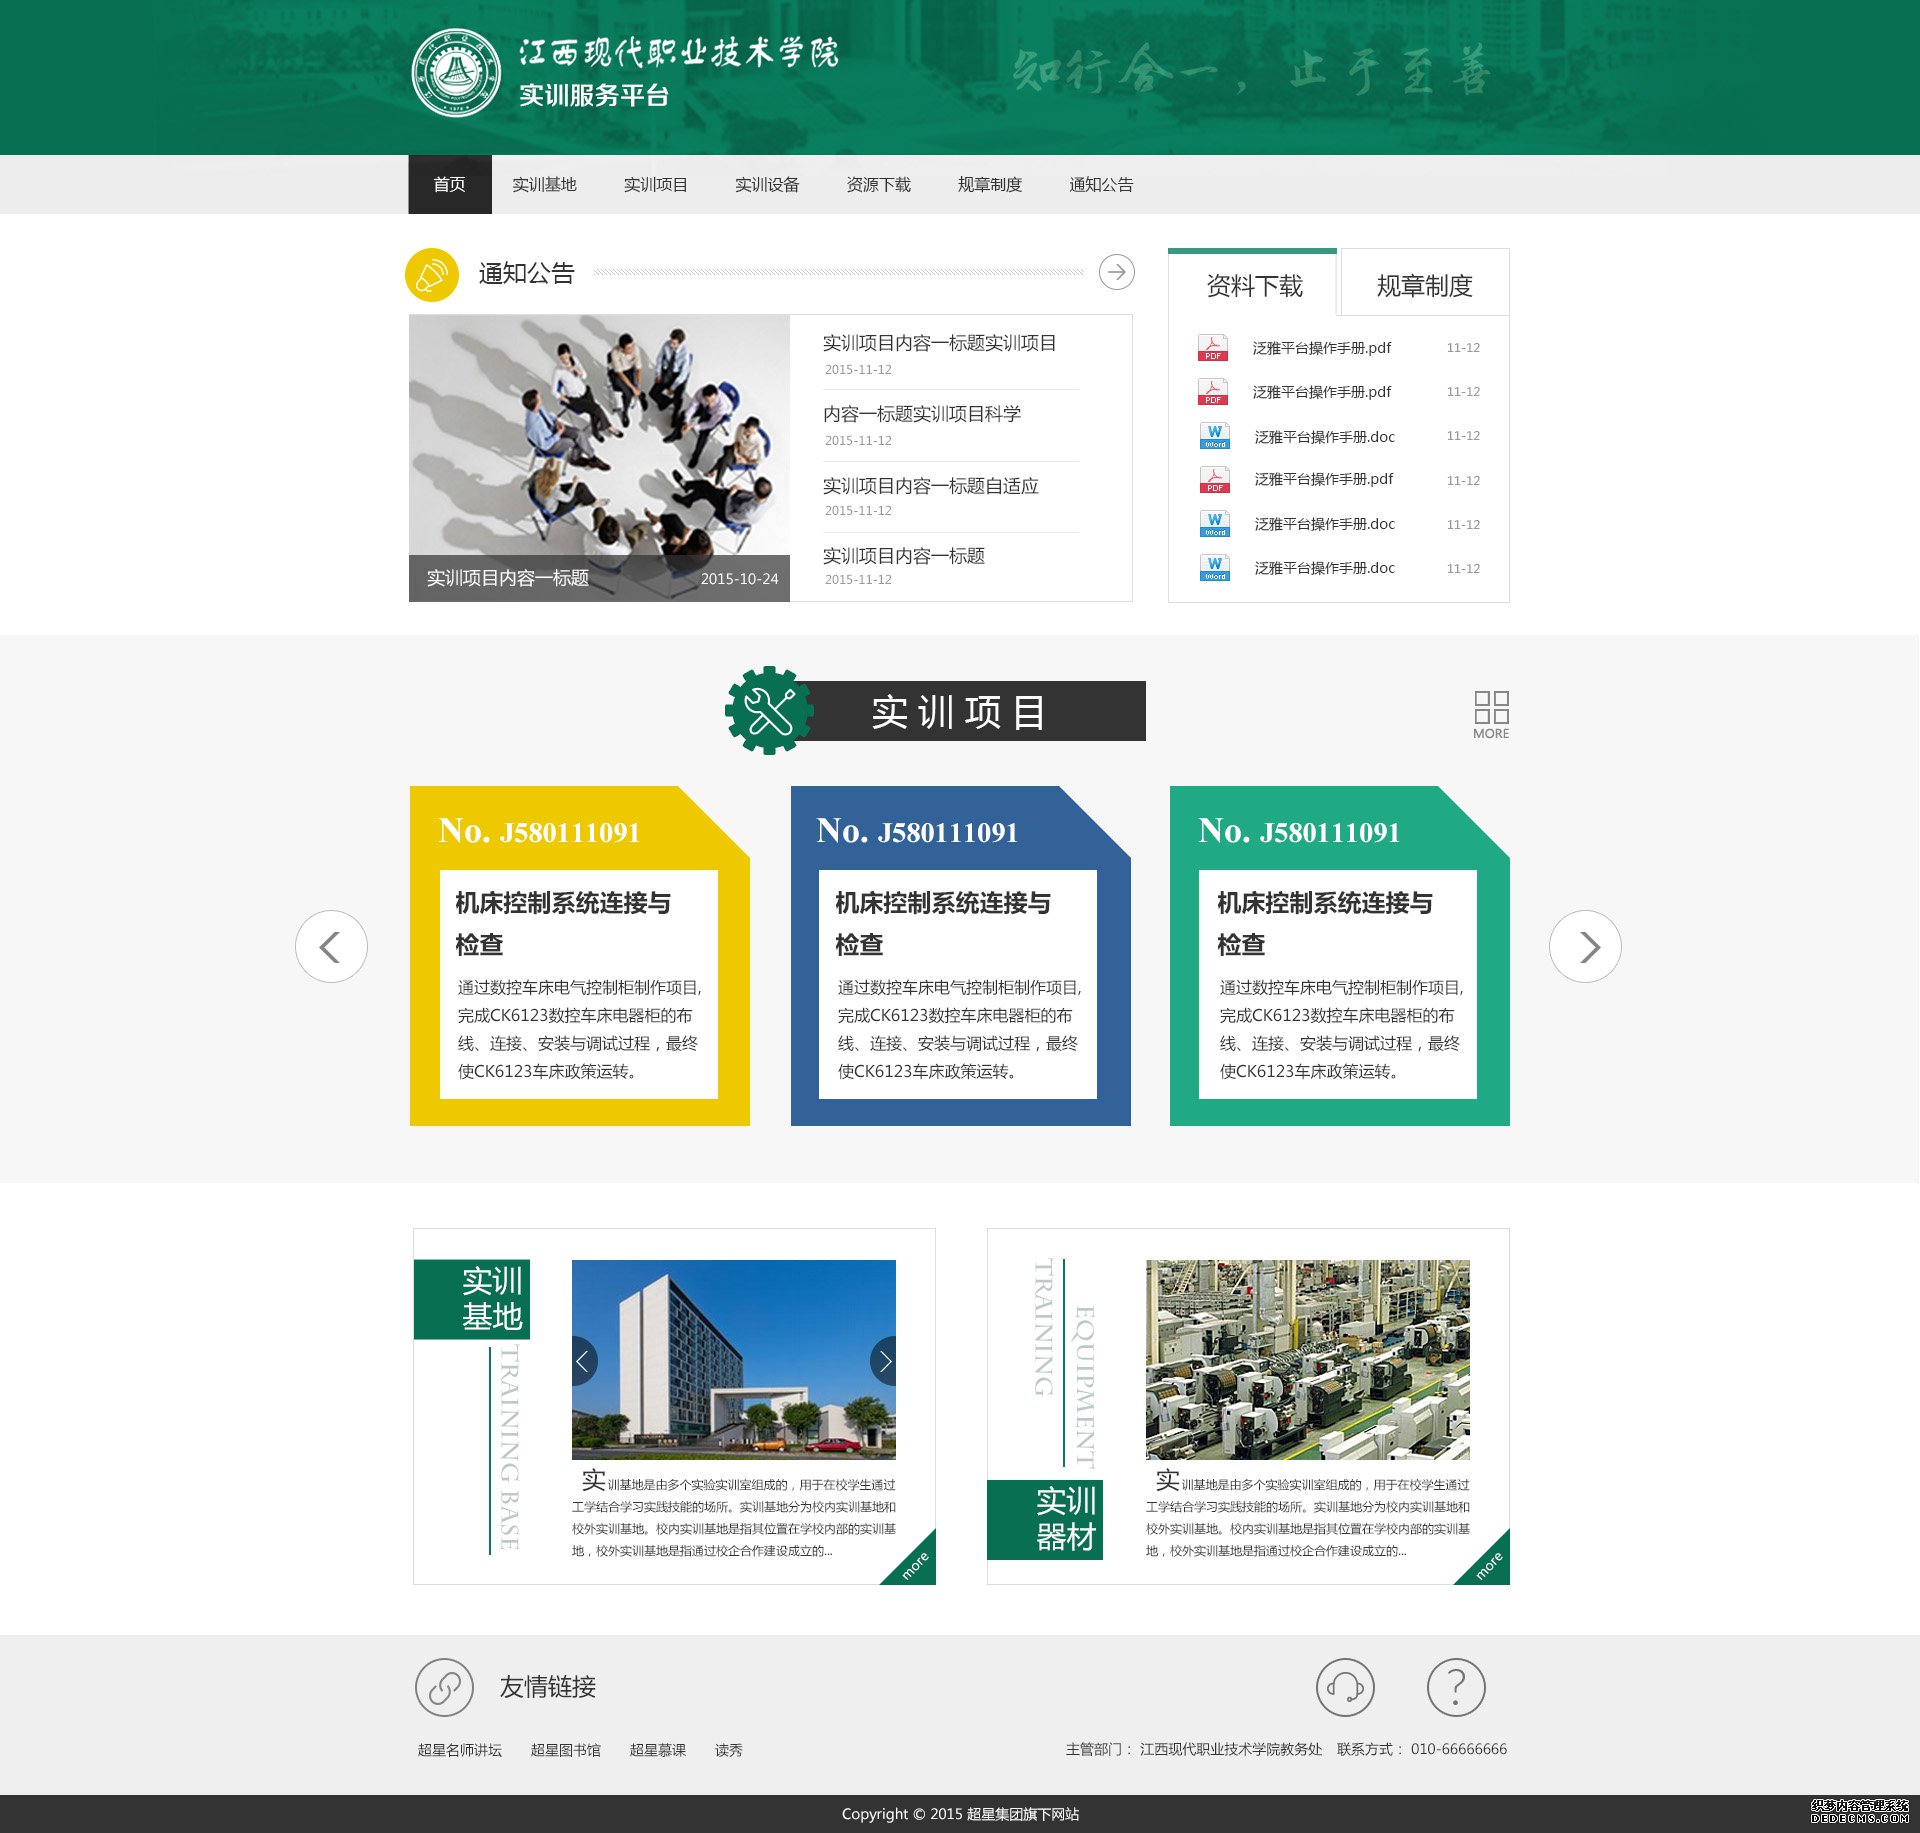 江西现代职业技术学院
实训服务平台
知行合一，止于至善
首页 实训基地 实训项目 实训设备 资源下载 规章制度 通知公告
通知公告
实训项目内容一标题 2015-10-24
实训项目内容一标题实训项目
2015-11-12
内容一标题实训项目科学
2015-11-12
实训项目内容一标题自适应
2015-11-12
实训项目内容一标题
2015-11-12
资料下载 规章制度
PDF 泛雅平台操作手册.pdf 11-12
PDF 泛雅平台操作手册.pdf 11-12
W Word 泛雅平台操作手册.doc 11-12
PDF 泛雅平台操作手册.pdf 11-12
W Word 泛雅平台操作手册.doc 11-12
W Word 泛雅平台操作手册.doc 11-12
实训项目
MORE
No. J580111091
机床控制系统连接与
检查
通过数控车床电气控制柜制作项目,
完成CK6123数控车床电器柜的布
线、连接、安装与调试过程，最终
使CK6123车床政策运转。
No. J580111091
机床控制系统连接与
检查
通过数控车床电气控制柜制作项目,
完成CK6123数控车床电器柜的布
线、连接、安装与调试过程，最终
使CK6123车床政策运转。
No. J580111091
机床控制系统连接与
检查
通过数控车床电气控制柜制作项目,
完成CK6123数控车床电器柜的布
线、连接、安装与调试过程，最终
使CK6123车床政策运转。
实训
基地
TRAINING BASE
实训基地是由多个实验实训室组成的，用于在校学生通过
工学结合学习实践技能的场所。实训基地分为校内实训基地和
校外实训基地。校内实训基地是指其位置在学校内部的实训基
地，校外实训基地是指通过校企合作建设成立的...
more
TRAINING
EQUIPMENT
实训
器材
实训基地是由多个实验实训室组成的，用于在校学生通过
工学结合学习实践技能的场所。实训基地分为校内实训基地和
校外实训基地。校内实训基地是指其位置在学校内部的实训基
地，校外实训基地是指通过校企合作建设成立的...
more
友情链接
超星名师讲坛 超星图书馆 超星慕课 读秀
主管部门： 江西现代职业技术学院教务处 联系方式： 010-66666666
Copyright © 2015 超星集团旗下网站
织梦内容管理系统
DEDECMS.COM